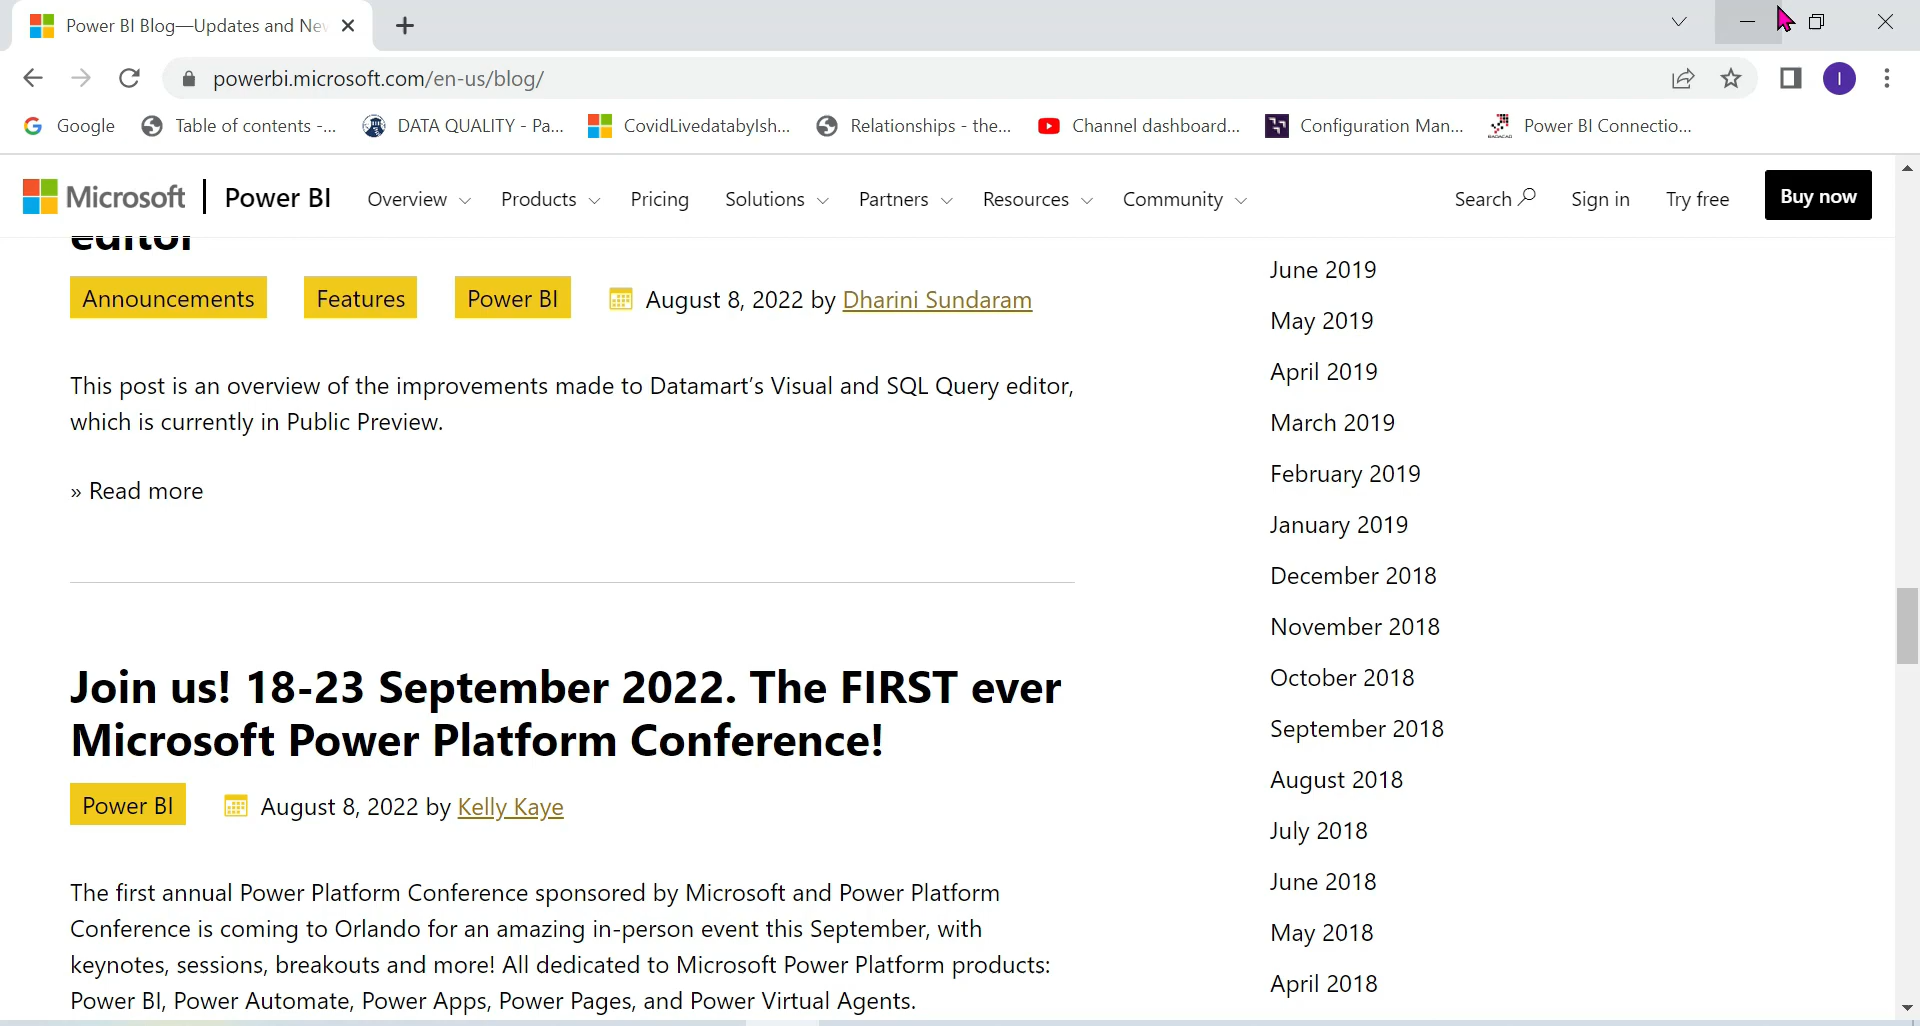 Power BI Blog—Updates and Nev
powerbi.microsoft.com/en-us/blog/
I
Google
Table of contents -...
DATA QUALITY - Pa...
CovidLivedatabyIsh...
Relationships - the...
Channel dashboard...
Configuration Man...
Power BI Connectio...
Microsoft
Power BI
Overview
Products
Pricing
Solutions
Partners
Resources
Community
Search
Sign in
Try free
Buy now
editor
Announcements
Features
Power BI
August 8, 2022 by Dharini Sundaram
This post is an overview of the improvements made to Datamart's Visual and SQL Query editor,
which is currently in Public Preview.
» Read more
Join us! 18-23 September 2022. The FIRST ever
Microsoft Power Platform Conference!
Power BI
August 8, 2022 by Kelly Kaye
The first annual Power Platform Conference sponsored by Microsoft and Power Platform
Conference is coming to Orlando for an amazing in-person event this September, with
keynotes, sessions, breakouts and more! All dedicated to Microsoft Power Platform products:
Power BI, Power Automate, Power Apps, Power Pages, and Power Virtual Agents.
June 2019
May 2019
April 2019
March 2019
February 2019
January 2019
December 2018
November 2018
October 2018
September 2018
August 2018
July 2018
June 2018
May 2018
April 2018